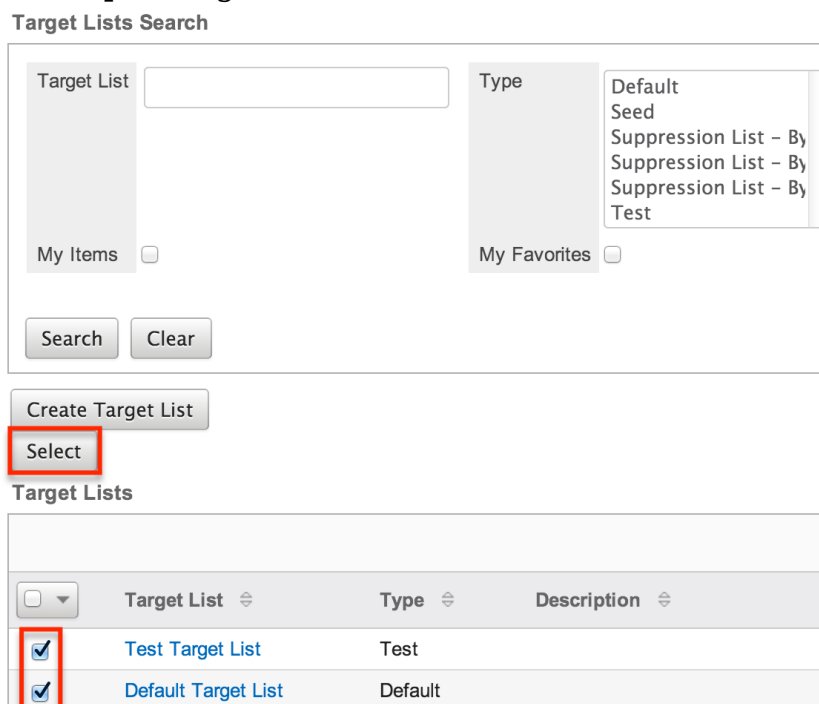 Target Lists Search
Target List
Type
Default
Seed
Suppression List – By
Suppression List – By
Suppression List – By
Test
My Items
My Favorites
Search Clear
Create Target List
Select
Target Lists
Target List Type Description
Test Target List Test
Default Target List Default